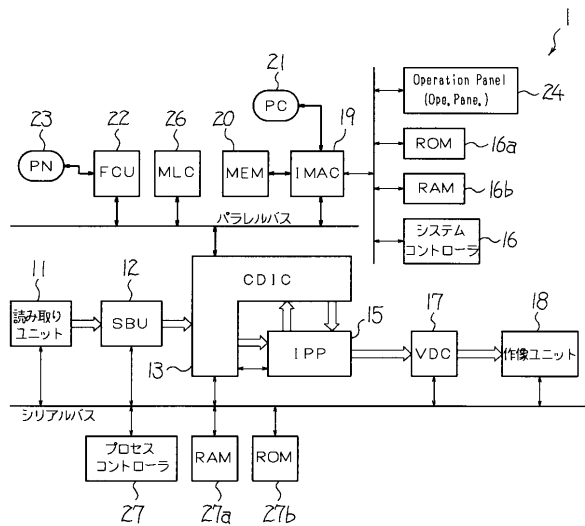 1
21
PC
Operation Panel
(Ope. Pane.)
24
23
22
26
20
19
PN
FCU
MLC
MEM
IMAC
ROM
16a
RAM
16b
パラレルバス
システム
コントローラ
16
11
12
CDIC
15
17
18
読み取り
ユニット
SBU
13
IPP
VDC
作像ユニット
シリアルバス
プロセス
コントローラ
RAM
ROM
27
27a
27b